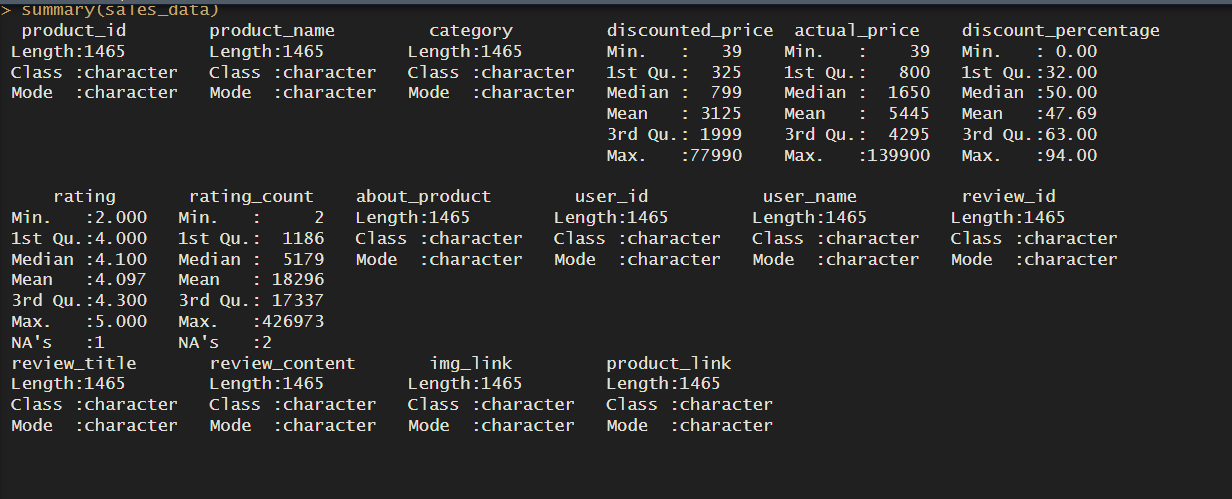 > summary(sales_data)
product_id product_name category discounted_price actual_price discount_percentage
Length:1465 Length:1465 Length:1465 Min. : 39 Min. : 39 Min. : 0.00
Class :character Class :character Class :character 1st Qu.: 325 1st Qu.: 800 1st Qu.:32.00
Mode :character Mode :character Mode :character Median : 799 Median : 1650 Median :50.00
Mean : 3125 Mean : 5445 Mean :47.69
3rd Qu.: 1999 3rd Qu.: 4295 3rd Qu.:63.00
Max. :77990 Max. :139900 Max. :94.00
rating rating_count about_product user_id user_name review_id
Min. :2.000 Min. : 2 Length:1465 Length:1465 Length:1465 Length:1465
1st Qu.:4.000 1st Qu.: 1186 Class :character Class :character Class :character Class :character
Median :4.100 Median : 5179 Mode :character Mode :character Mode :character Mode :character
Mean :4.097 Mean : 18296
3rd Qu.:4.300 3rd Qu.: 17337
Max. :5.000 Max. :426973
NA's :1 NA's :2
review_title review_content img_link product_link
Length:1465 Length:1465 Length:1465 Length:1465
Class :character Class :character Class :character Class :character
Mode :character Mode :character Mode :character Mode :character